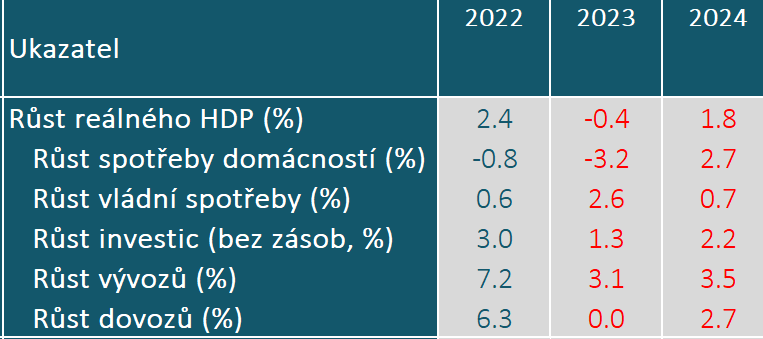 Ukazatel 2022 2023 2024
Růst reálného HDP (%) 2.4 -0.4 1.8
Růst spotřeby domácností (%) -0.8 -3.2 2.7
Růst vládní spotřeby (%) 0.6 2.6 0.7
Růst investic (bez zásob, %) 3.0 1.3 2.2
Růst vývozů (%) 7.2 3.1 3.5
Růst dovozů (%) 6.3 0.0 2.7